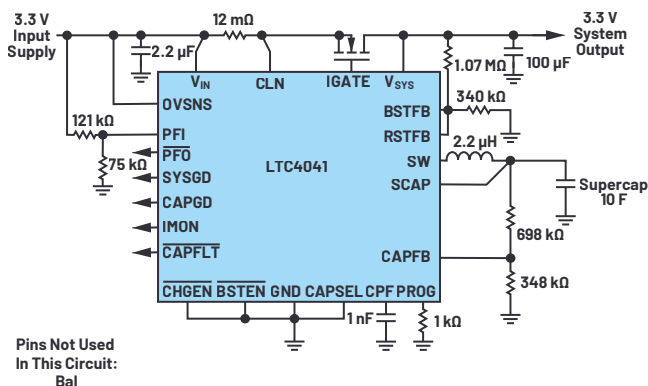 3.3 V
Input
Supply
12 mΩ
3.3 V
System
Output
2.2 µF
1.07 MΩ
100 µF
VIN
CLN
IGATE
VSYS
OVSNS
BSTFB
340 kΩ
121 kΩ
PFI
RSTFB
75 kΩ
PFO
LTC4041
SW
2.2 µH
SYSGD
SCAP
Supercap
10 F
CAPGD
IMON
698 kΩ
CAPFLT
CAPFB
348 kΩ
CHGEN BSTEN GND CAPSEL CPF PROG
1 nF
1 kΩ
Pins Not Used
In This Circuit:
Bal